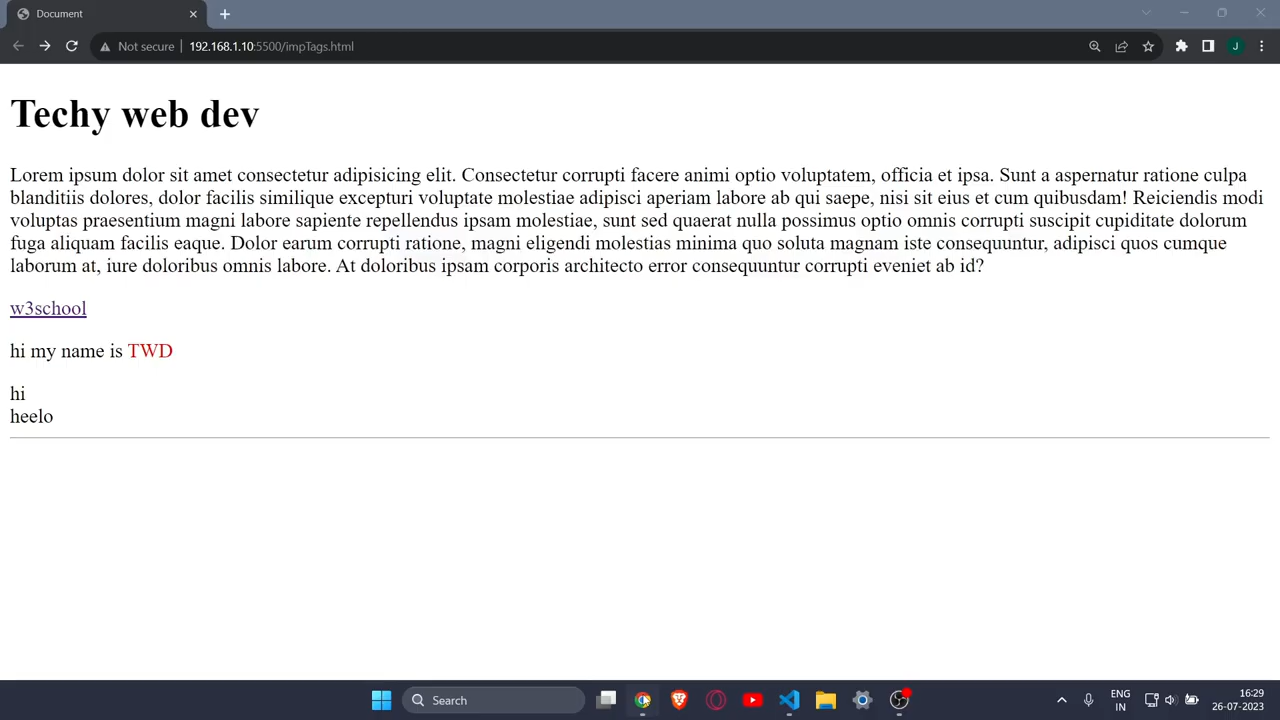 Document
Not secure | 192.168.1.10:5500/impTags.html
J
Techy web dev
Lorem ipsum dolor sit amet consectetur adipisicing elit. Consectetur corrupti facere animi optio voluptatem, officia et ipsa. Sunt a aspernatur ratione culpa
blanditiis dolores, dolor facilis similique excepturi voluptate molestiae adipisci aperiam labore ab qui saepe, nisi sit eius et cum quibusdam! Reiciendis modi
voluptas praesentium magni labore sapiente repellendus ipsam molestiae, sunt sed quaerat nulla possimus optio omnis corrupti suscipit cupiditate dolorum
fuga aliquam facilis eaque. Dolor earum corrupti ratione, magni eligendi molestias minima quo soluta magnam iste consequuntur, adipisci quos cumque
laborum at, iure doloribus omnis labore. At doloribus ipsam corporis architecto error consequuntur corrupti eveniet ab id?
w3school
hi my name is TWD
hi
heelo
Search
ENG
IN
16:29
26-07-2023